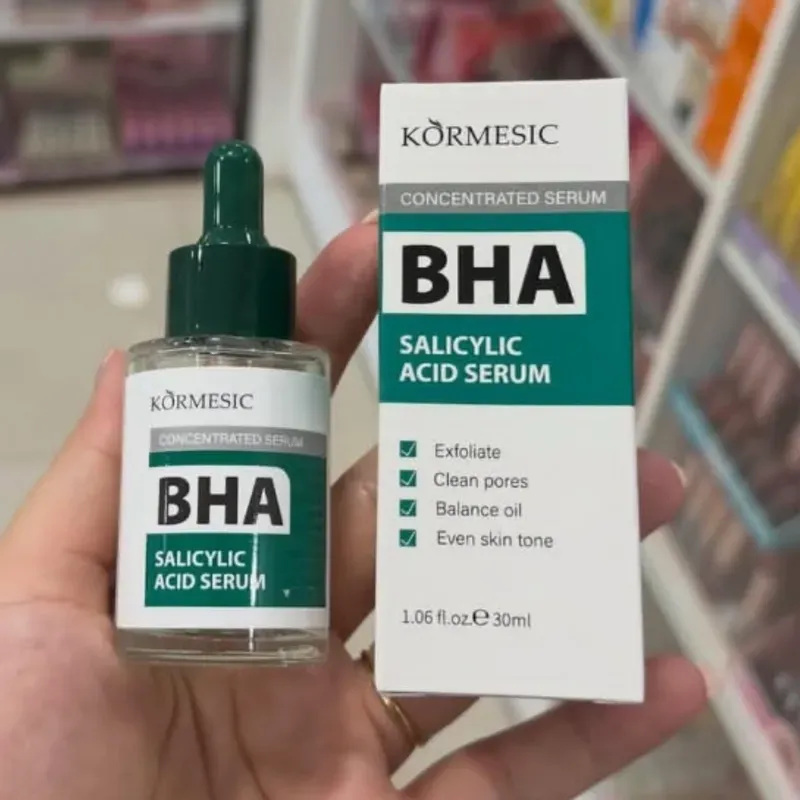 KORMESIC
CONCENTRATED SERUM
BHA
SALICYLIC
ACID SERUM
KORMESIC
CONCENTRATED SERUM
BHA
SALICYLIC
ACID SERUM
Exfoliate
Clean pores
Balance oil
Even skin tone
1.06 fl.oz.℮ 30ml